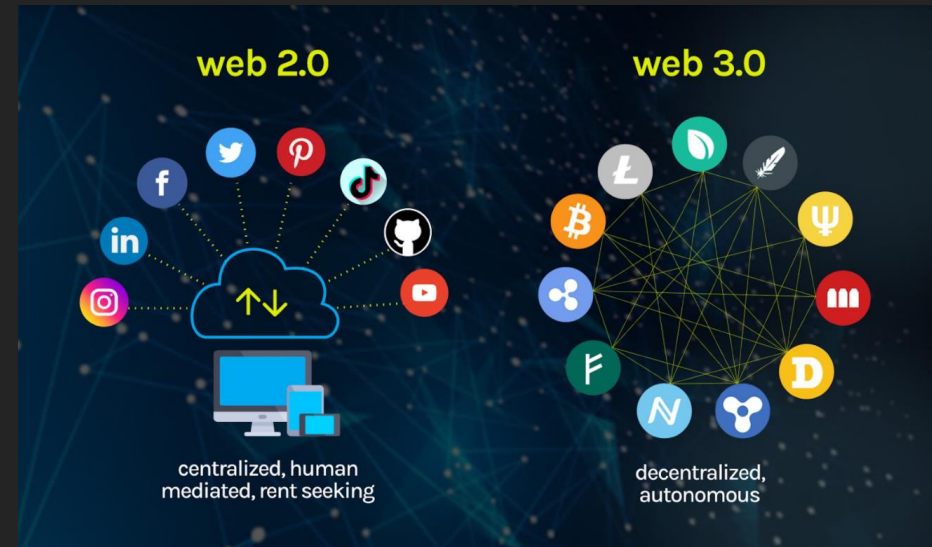 web 2.0
centralized, human
mediated, rent seeking
web 3.0
decentralized,
autonomous